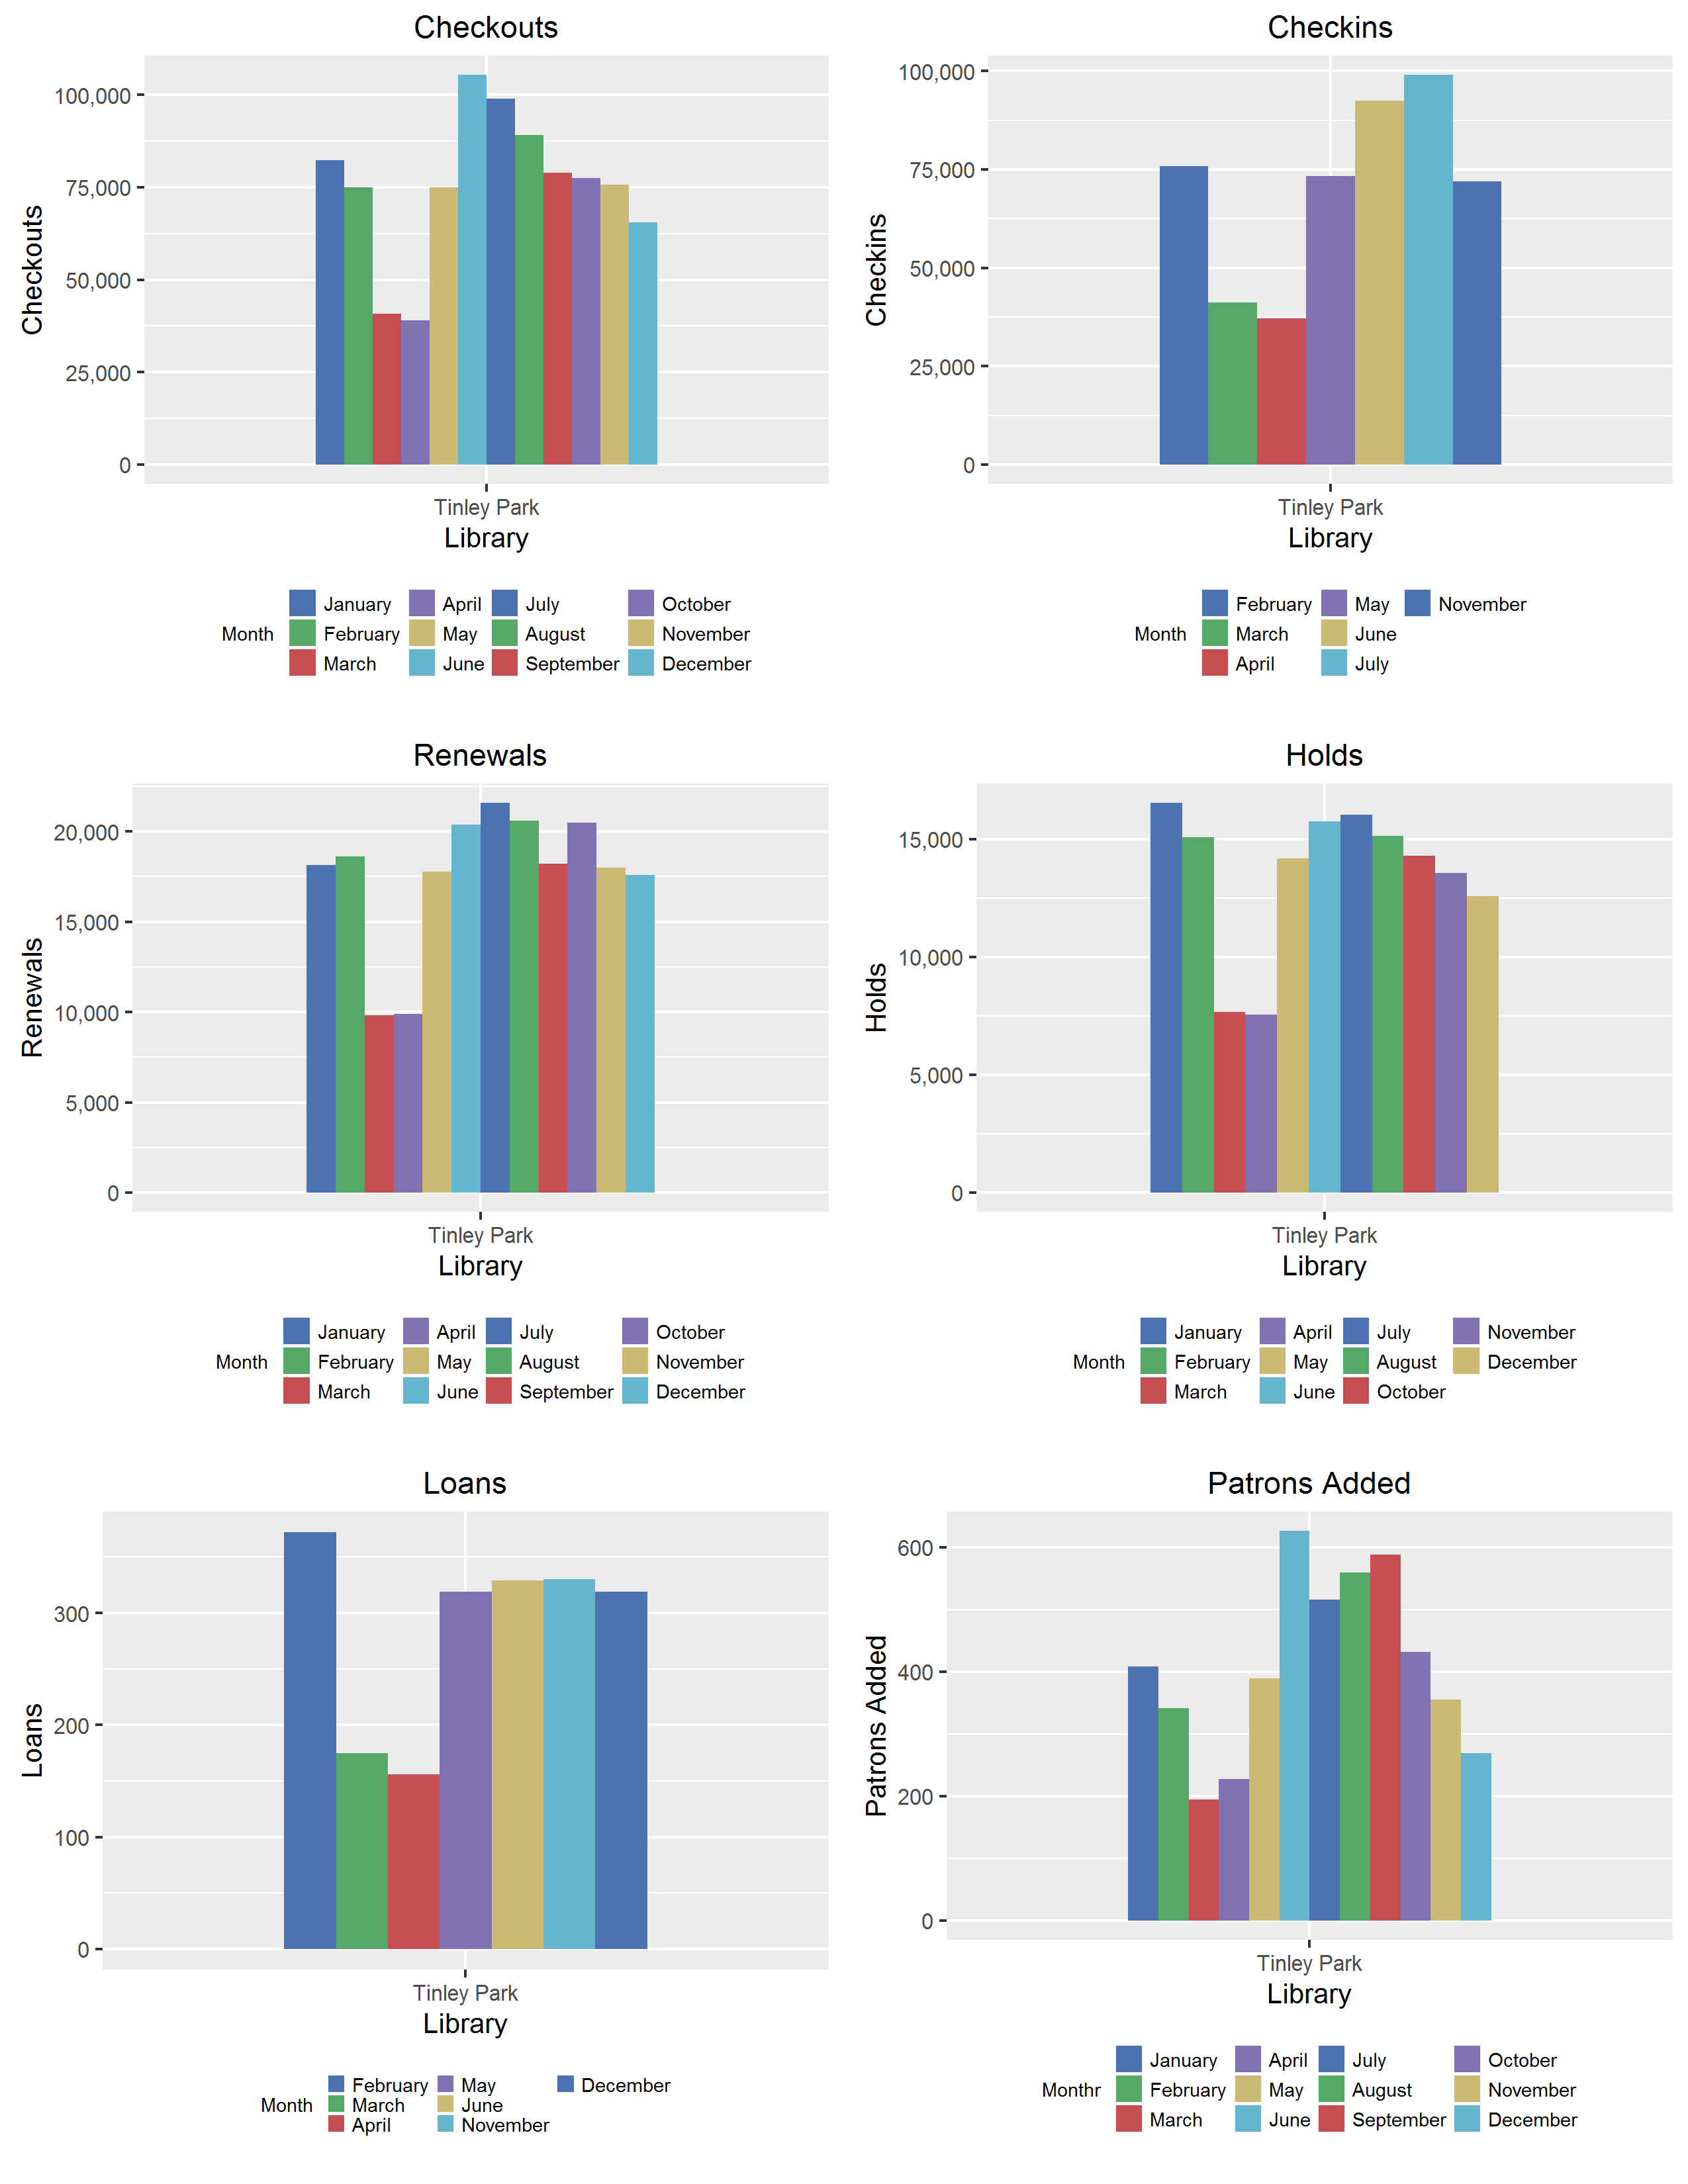 Checkouts
Checkouts
100,000
75,000
50,000
25,000
0
Tinley Park
Library
Month
January
February
March
April
May
June
July
August
September
October
November
December
Checkins
Checkins
100,000
75,000
50,000
25,000
0
Tinley Park
Library
Month
February
March
April
May
June
July
November
Renewals
Renewals
20,000
15,000
10,000
5,000
0
Tinley Park
Library
Month
January
February
March
April
May
June
July
August
September
October
November
December
Holds
Holds
15,000
10,000
5,000
0
Tinley Park
Library
Month
January
February
March
April
May
June
July
August
October
November
December
Loans
Loans
300
200
100
0
Tinley Park
Library
Month
February
March
April
May
June
November
December
Patrons Added
Patrons Added
600
400
200
0
Tinley Park
Library
Monthr
January
February
March
April
May
June
July
August
September
October
November
December